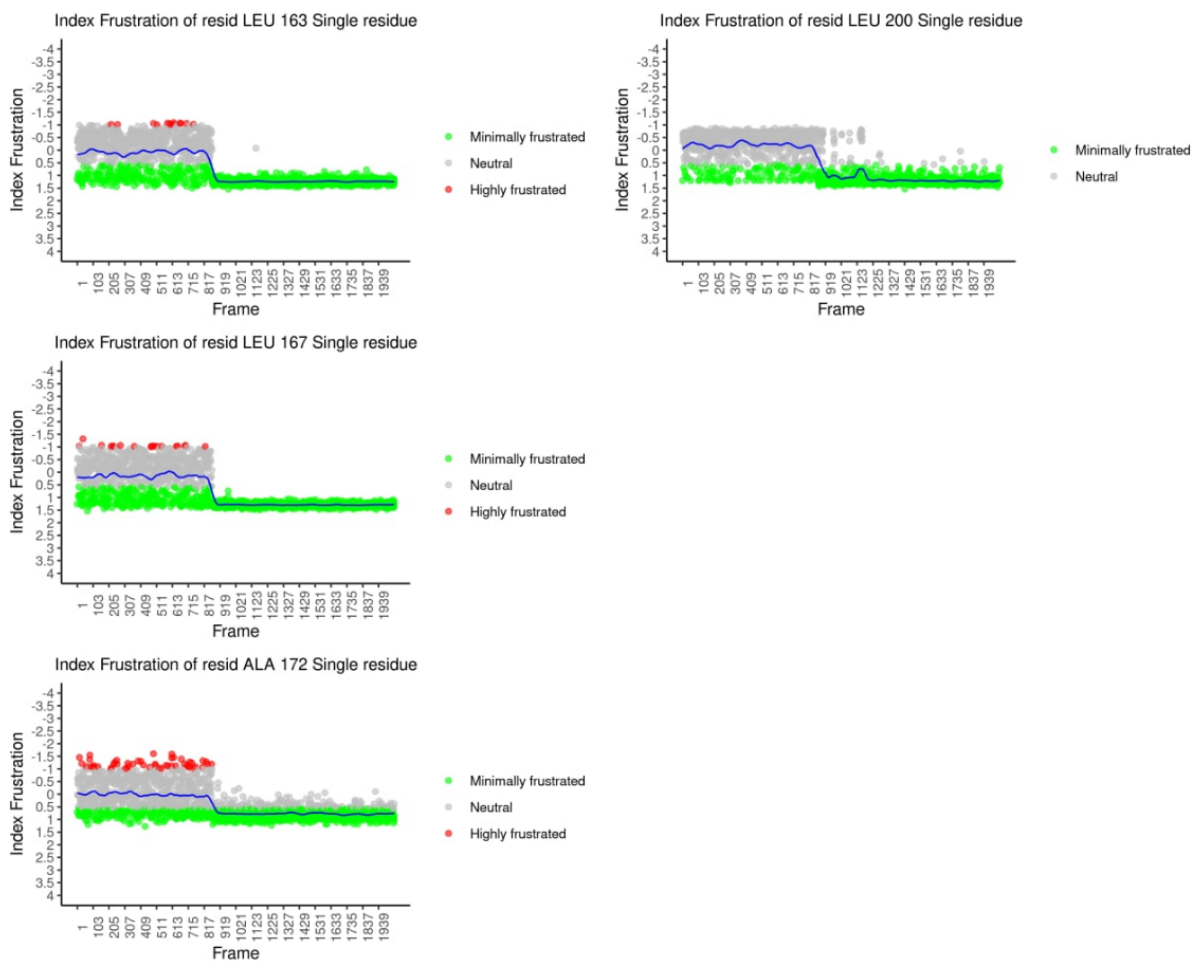 Index Frustration of resid LEU 163 Single residue
Index Frustration
-4
-3.5
-3
-2.5
-2
-1.5
-1
-0.5
0
0.5
1
1.5
2
2.5
3
3.5
4
1 103 205 307 409 511 613 715 817 919 1021 1123 1225 1327 1429 1531 1633 1735 1837 1939
Frame
Minimally frustrated
Neutral
Highly frustrated
Index Frustration of resid LEU 200 Single residue
Index Frustration
-4
-3.5
-3
-2.5
-2
-1.5
-1
-0.5
0
0.5
1
1.5
2
2.5
3
3.5
4
1 103 205 307 409 511 613 715 817 919 1021 1123 1225 1327 1429 1531 1633 1735 1837 1939
Frame
Minimally frustrated
Neutral
Index Frustration of resid LEU 167 Single residue
Index Frustration
-4
-3.5
-3
-2.5
-2
-1.5
-1
-0.5
0
0.5
1
1.5
2
2.5
3
3.5
4
1 103 205 307 409 511 613 715 817 919 1021 1123 1225 1327 1429 1531 1633 1735 1837 1939
Frame
Minimally frustrated
Neutral
Highly frustrated
Index Frustration of resid ALA 172 Single residue
Index Frustration
-4
-3.5
-3
-2.5
-2
-1.5
-1
-0.5
0
0.5
1
1.5
2
2.5
3
3.5
4
1 103 205 307 409 511 613 715 817 919 1021 1123 1225 1327 1429 1531 1633 1735 1837 1939
Frame
Minimally frustrated
Neutral
Highly frustrated